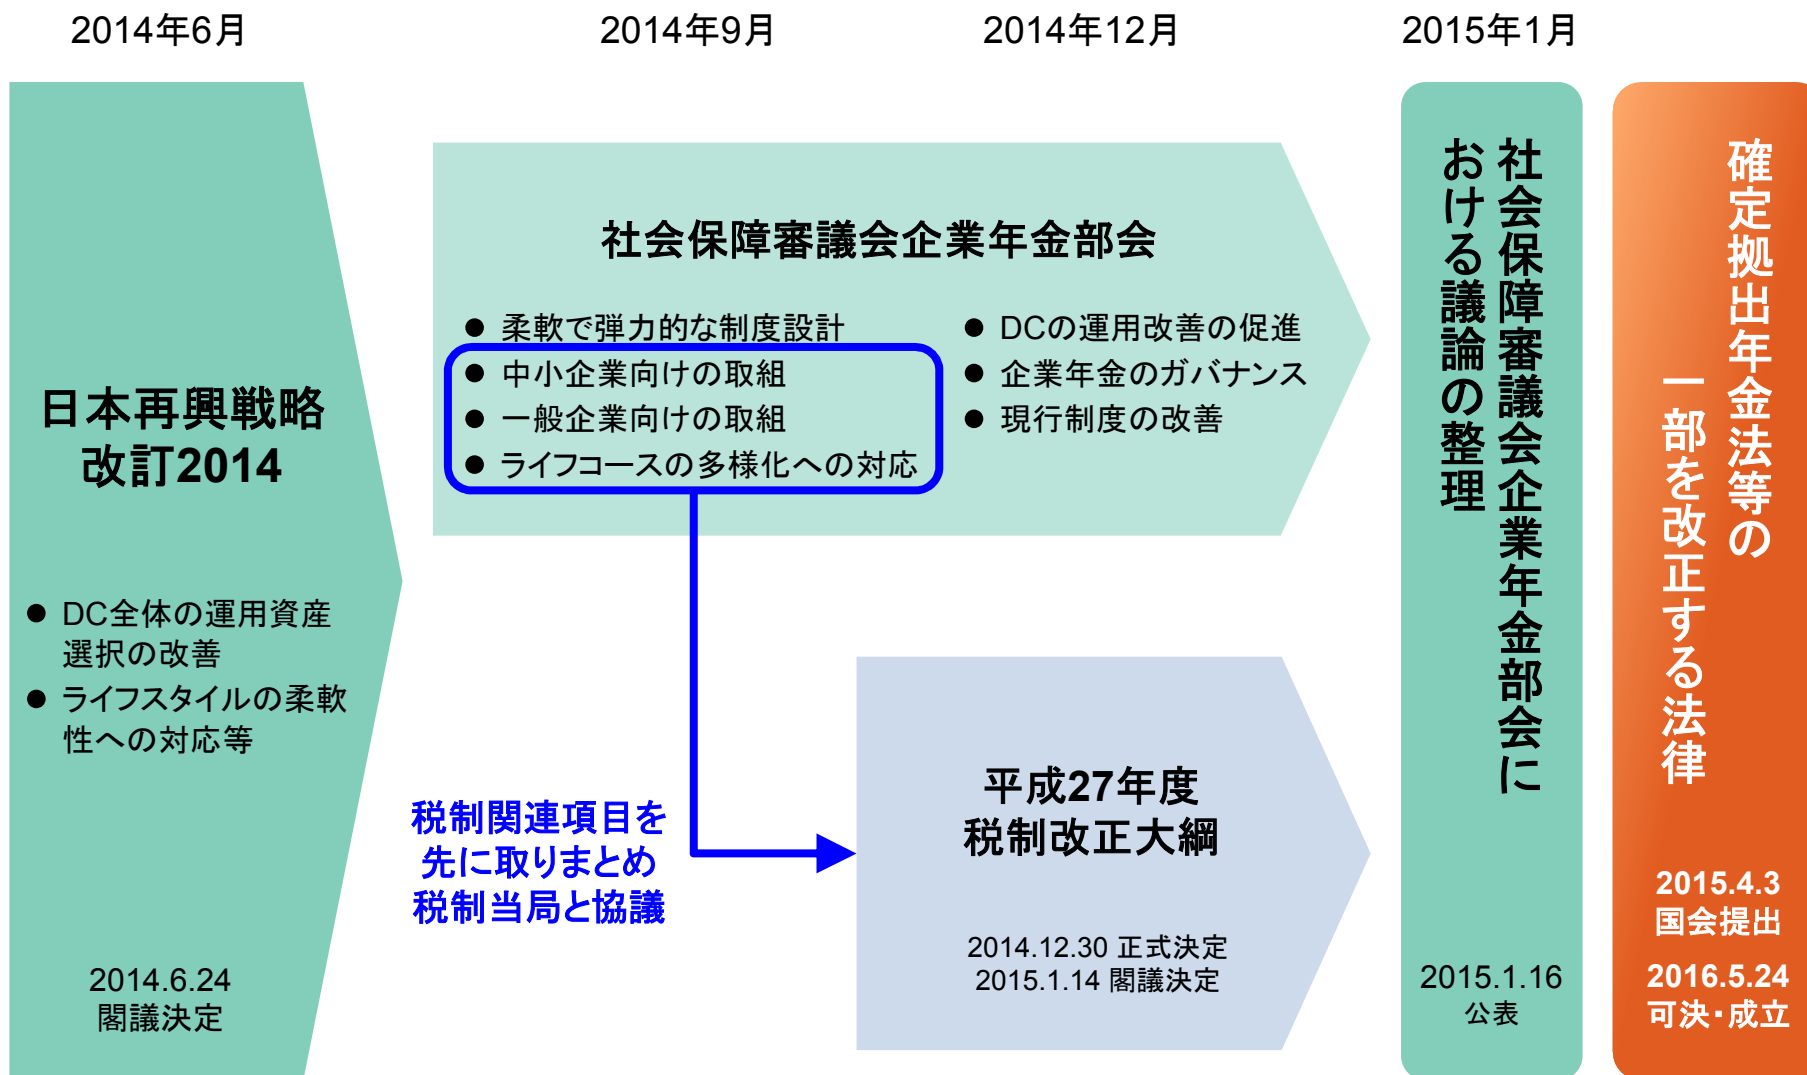 2014年6月
2014年9月
2014年12月
2015年1月
日本再興戦略
改訂2014
● DC全体の運用資産
選択の改善
● ライフスタイルの柔軟
性への対応等
2014.6.24
閣議決定
社会保障審議会企業年金部会
● 柔軟で弾力的な制度設計
● 中小企業向けの取組
● 一般企業向けの取組
● ライフコースの多様化への対応
● DCの運用改善の促進
● 企業年金のガバナンス
● 現行制度の改善
税制関連項目を
先に取りまとめ
税制当局と協議
平成27年度
税制改正大綱
2014.12.30 正式決定
2015.1.14 閣議決定
社会保障審議会企業年金部会に
おける議論の整理
2015.1.16
公表
確定拠出年金法等の
一部を改正する法律
2015.4.3
国会提出
2016.5.24
可決・成立